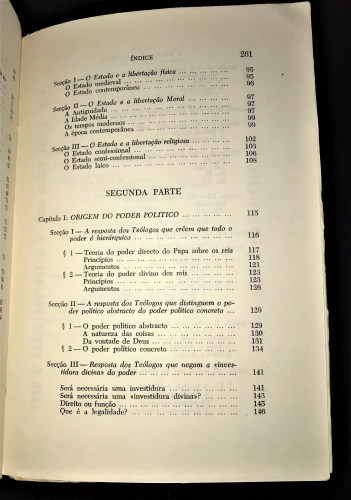 ÍNDICE 261
Secção I — O Estado e a libertação física ... ... ... ... ... 95
O Estado medieval ... ... ... ... ... ... ... ... ... 95
O Estado contemporâneo ... ... ... ... ... ... ... ... 96
Secção II — O Estado e a libertação Moral ... ... ... ... 97
A Antiguidade ... ... ... ... ... ... ... ... ... ... 97
A Idade Média ... ... ... ... ... ... ... ... ... ... 97
Os tempos modernos ... ... ... ... ... ... ... ... 99
A época contemporânea ... ... ... ... ... ... ... ... 99
Secção III — O Estado e a libertação religiosa ... ... ... ... 102
O Estado confessional ... ... ... ... ... ... ... ... 103
O Estado semi-confessional ... ... ... ... ... ... ... 106
O Estado laico ... ... ... ... ... ... ... ... ... ... 108
SEGUNDA PARTE
Capítulo I: ORIGEM DO PODER POLÍTICO ... ... ... ... ... 115
Secção I — A resposta dos Teólogos que crêem que todo o
poder é hierárquico ... ... ... ... ... ... ... ... 116
§ 1 — Teoria do poder directo do Papa sobre os reis 117
Princípios ... ... ... ... ... ... ... ... ... 118
Argumentos ... ... ... ... ... ... ... ... ... 121
§ 2 — Teoria do poder divino dos reis ... ... ... ... 123
Princípios ... ... ... ... ... ... ... ... ... 123
Argumentos ... ... ... ... ... ... ... ... ... 126
Secção II — A resposta dos Teólogos que distinguem o po-
der político abstracto do poder político concreto ... ... 129
§ 1 — O poder político abstracto ... ... ... ... ... 129
A natureza das coisas ... ... ... ... ... ... 130
Da vontade de Deus ... ... ... ... ... ... ... 131
§ 2 — O poder político concreto ... ... ... ... ... ... 134
Secção III — Resposta dos Teólogos que negam a «inves-
tidura divina» do poder ... ... ... ... ... ... ... ... 141
Será necessária uma investidura ... ... ... ... ... 141
Será necessária uma «investidura divina»? ... ... ... ... 143
Direito ou função ... ... ... ... ... ... ... ... ... 145
Que é a legalidade? ... ... ... ... ... ... ... ... ... 146